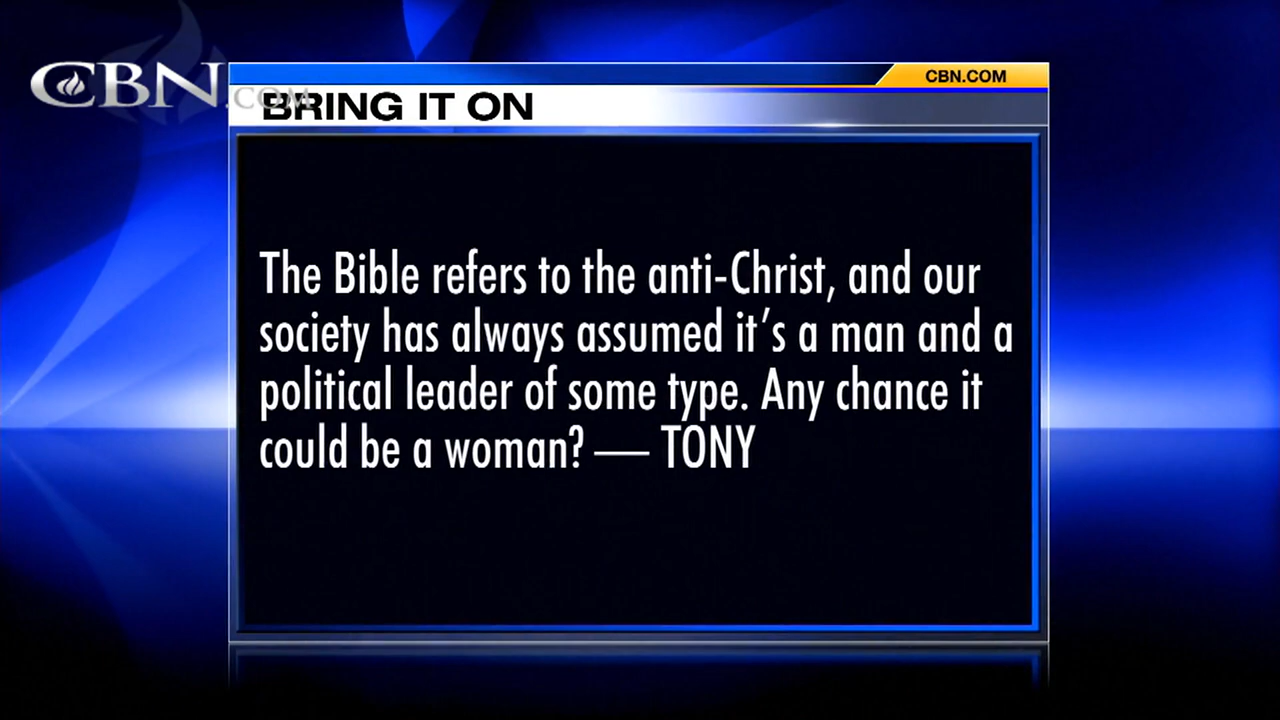 CBN.COM
CBN.COM
BRING IT ON
The Bible refers to the anti-Christ, and our
society has always assumed it's a man and a
political leader of some type. Any chance it
could be a woman? — TONY